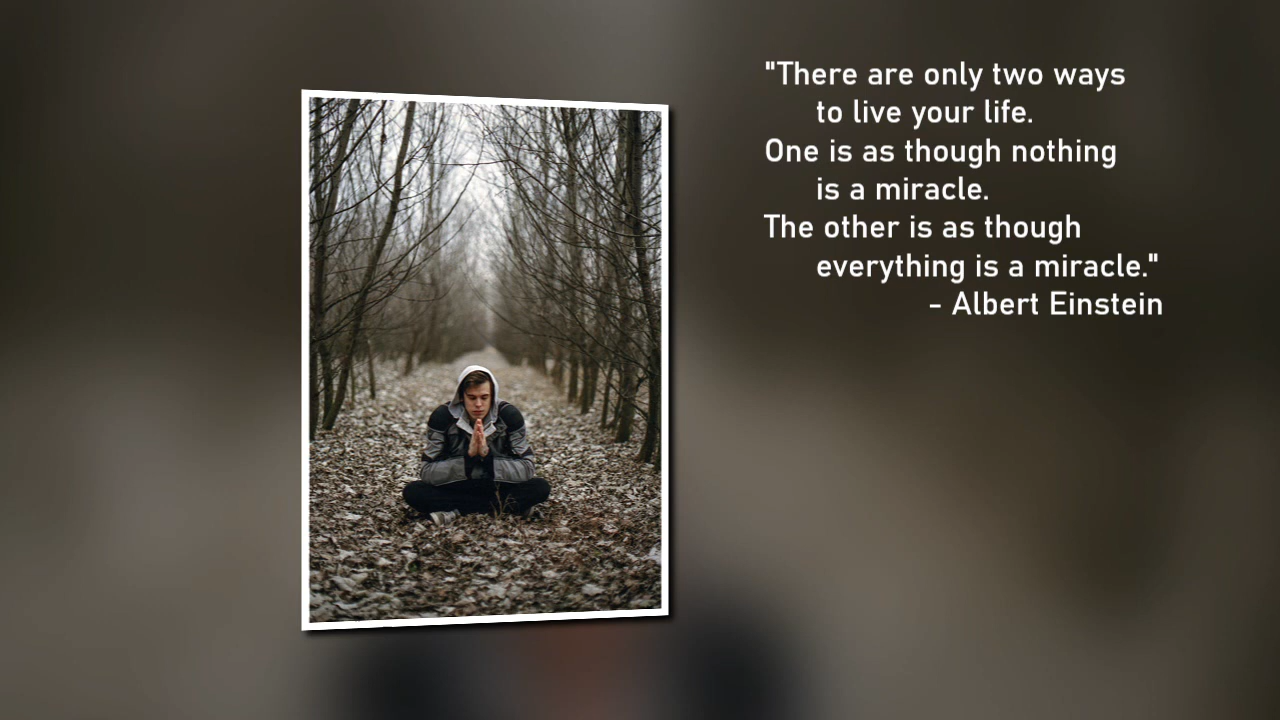 "There are only two ways
to live your life.
One is as though nothing
is a miracle.
The other is as though
everything is a miracle."
- Albert Einstein